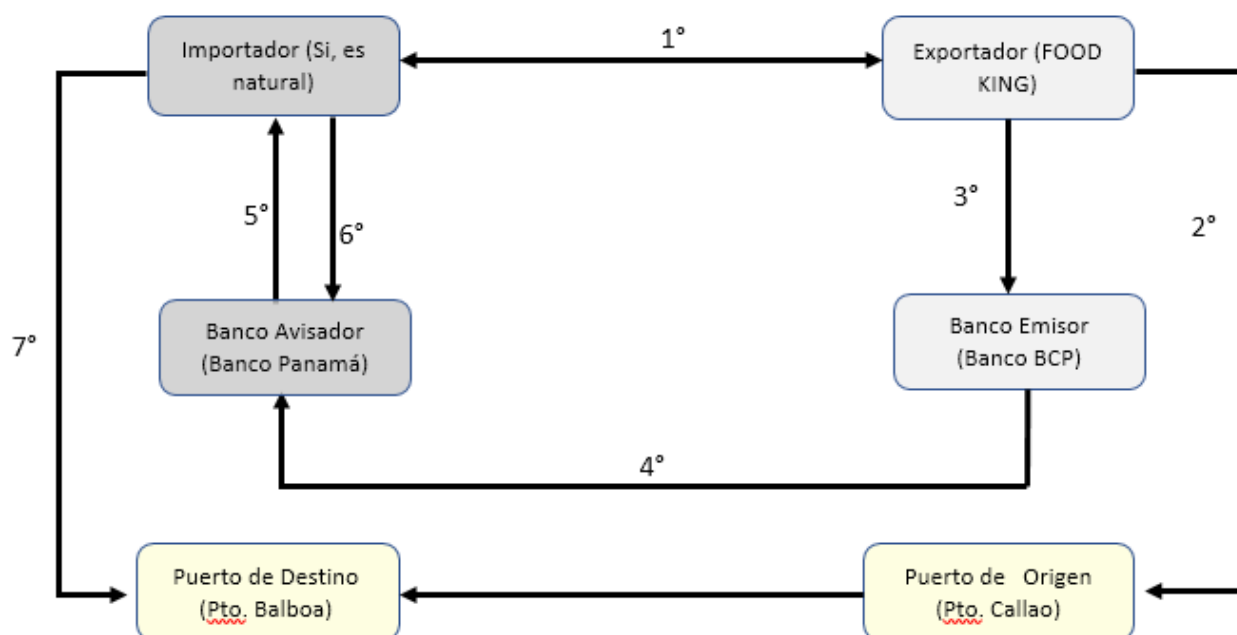 Importador (Si, es
natural)
1°
Exportador (FOOD
KING)
5°
6°
3°
2°
7°
Banco Avisador
(Banco Panamá)
Banco Emisor
(Banco BCP)
4°
Puerto de Destino
(Pto. Balboa)
Puerto de Origen
(Pto. Callao)